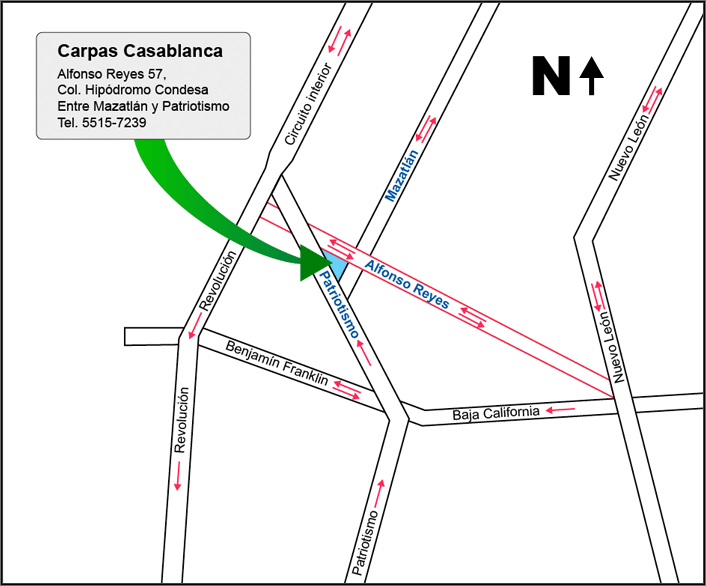 Carpas Casablanca
Alfonso Reyes 57,
Col. Hipódromo Condesa
Entre Mazatlán y Patriotismo
Tel. 5515-7239
N
Circuito interior
Mazatlán
Nuevo León
Alfonso Reyes
Revolución
Patriotismo
Nuevo León
Benjamín Franklin
Baja California
Revolución
Patriotismo